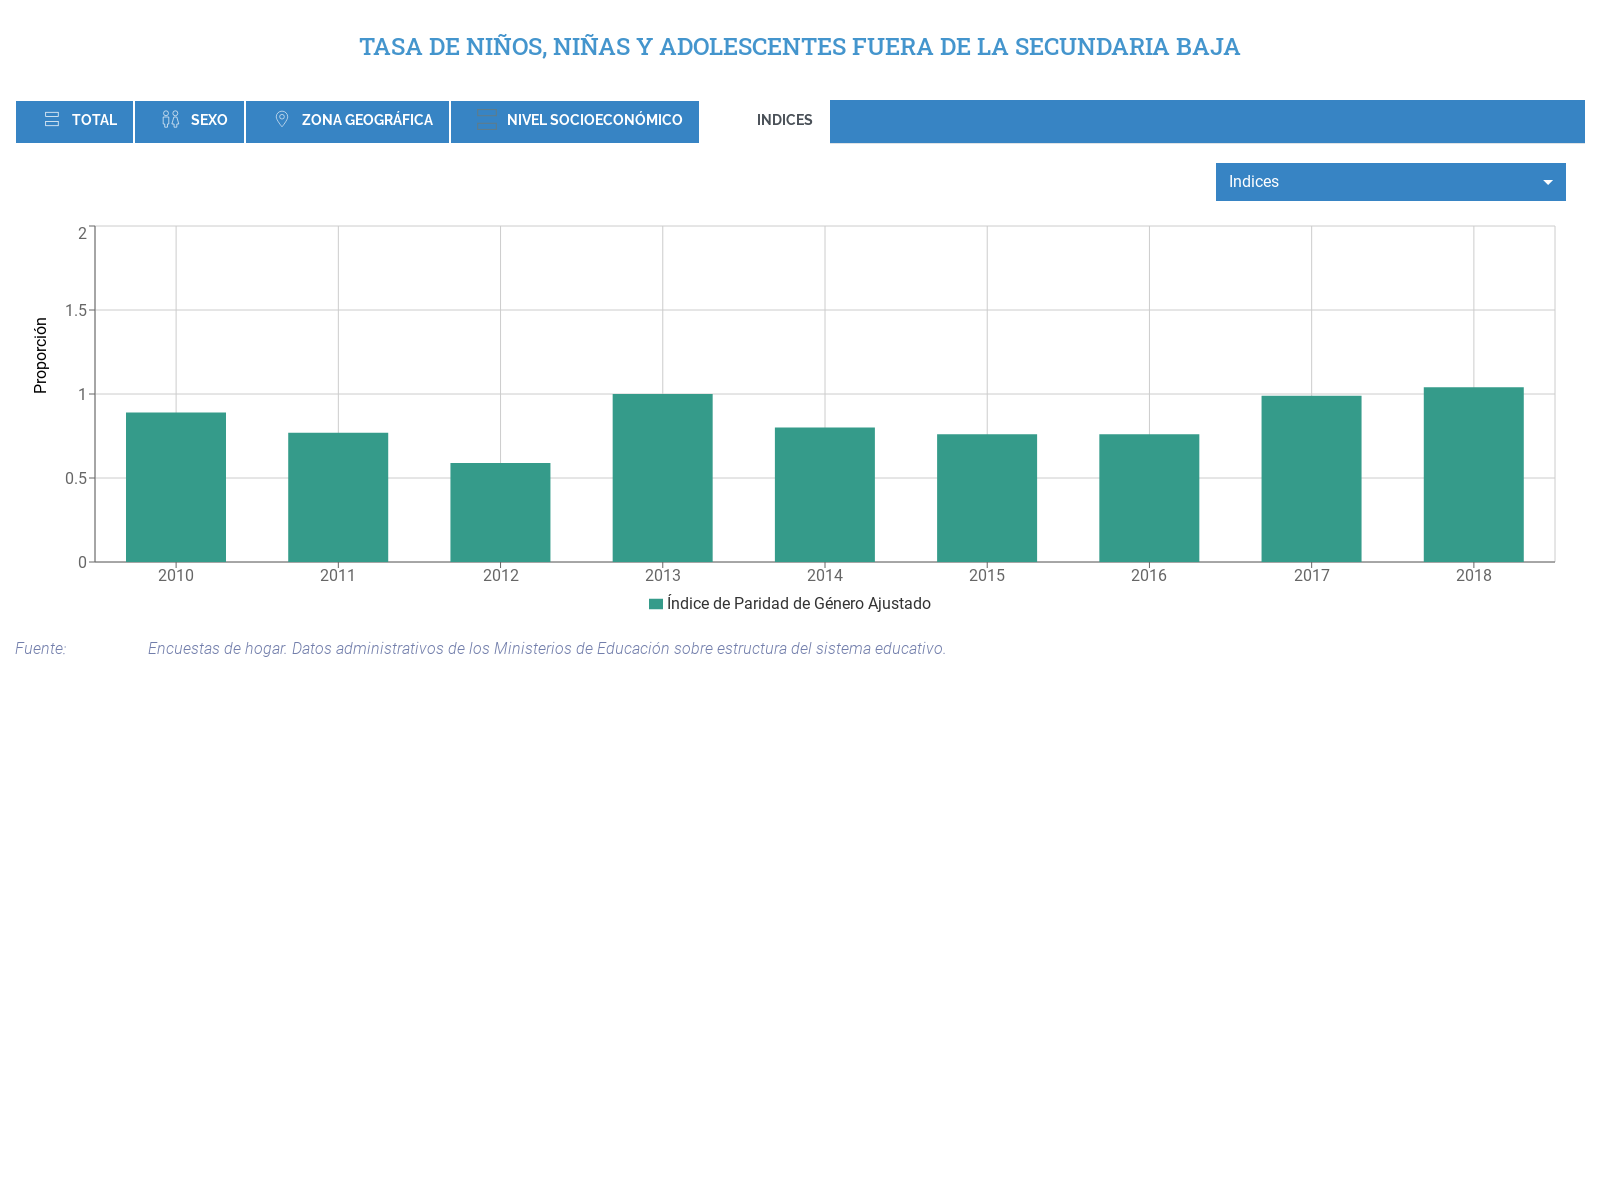 TASA DE NIÑOS, NIÑAS Y ADOLESCENTES FUERA DE LA SECUNDARIA BAJA
TOTAL SEXO ZONA GEOGRÁFICA NIVEL SOCIOECONÓMICO INDICES
Indices
2
1.5
1
0.5
0
Proporción
2010 2011 2012 2013 2014 2015 2016 2017 2018
Índice de Paridad de Género Ajustado
Fuente: Encuestas de hogar. Datos administrativos de los Ministerios de Educación sobre estructura del sistema educativo.